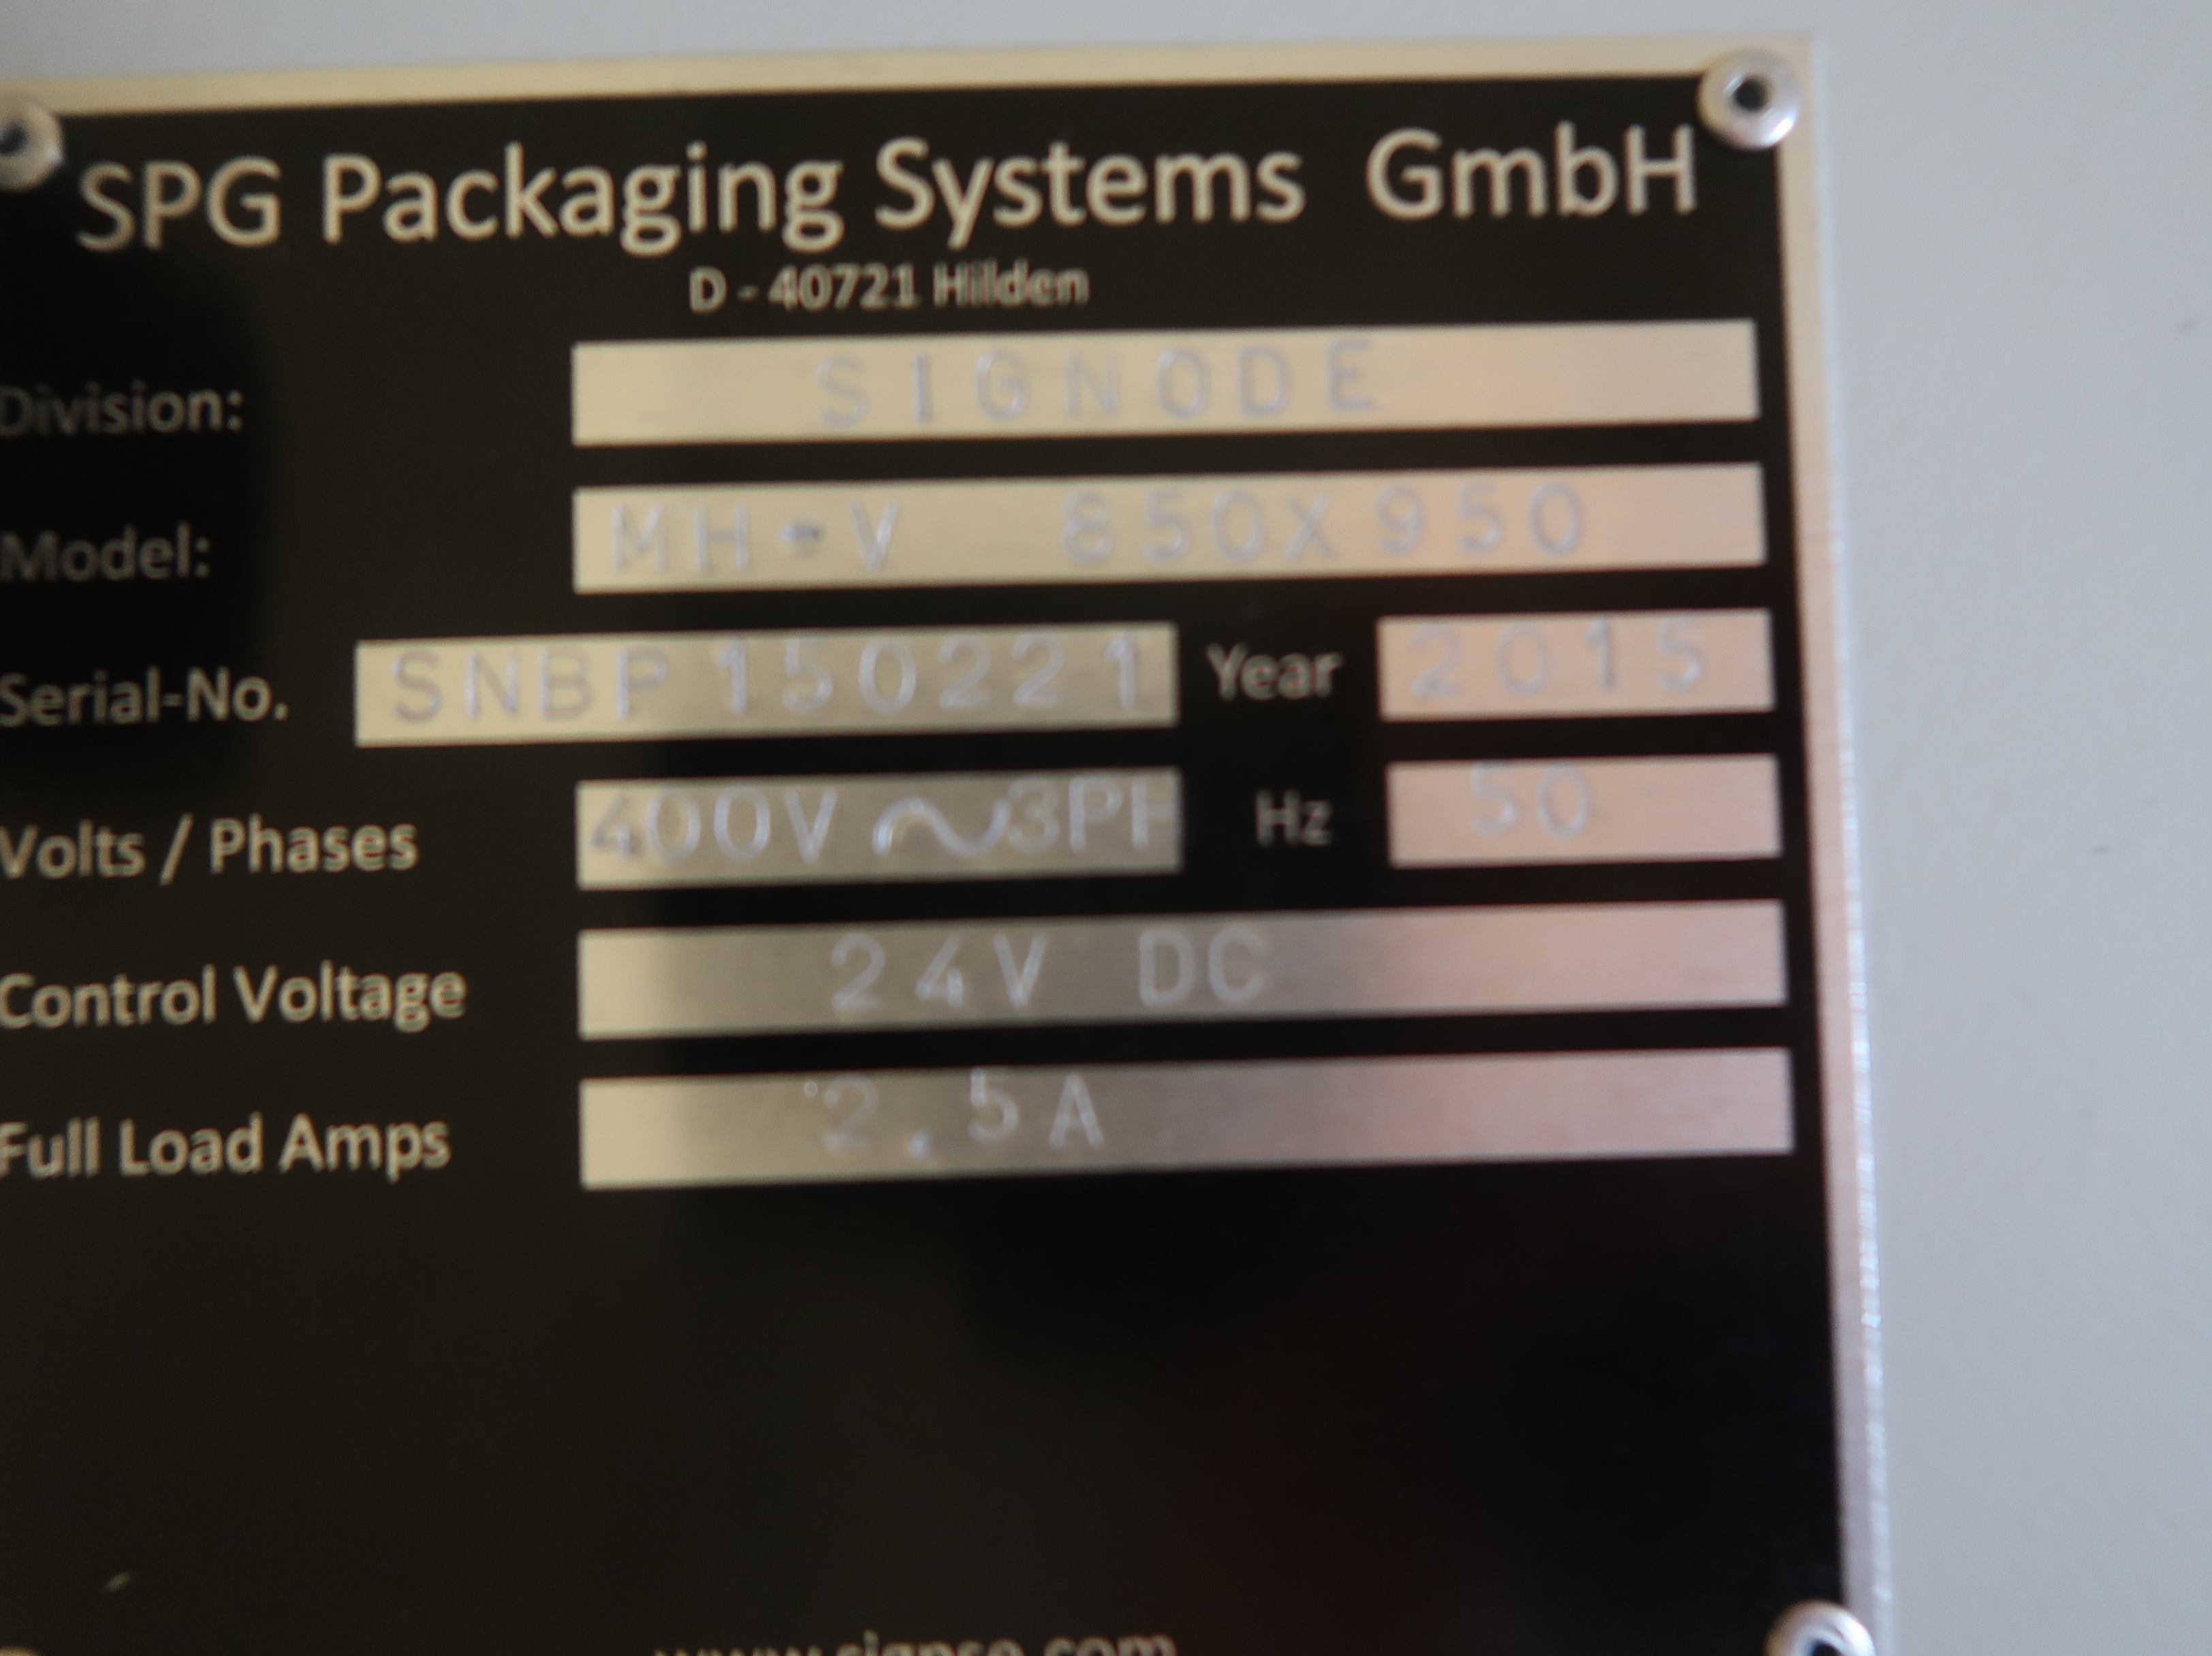 SPG Packaging Systems GmbH
D - 40721 Hilden
Division: SIGNODE
Model: MH-V 850X950
Serial-No. SNBP150221 Year 2015
Volts / Phases 400V ~ 3PH Hz 50
Control Voltage 24V DC
Full Load Amps 2.5A